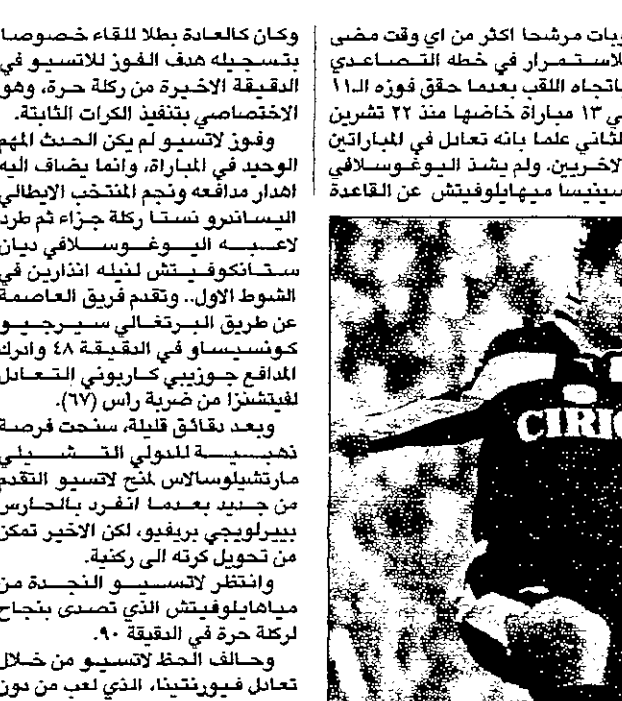 وبات مرشحا اكثر من اي وقت مضى
للاستمرار في خطه التصاعدي
باتجاه اللقب بعدما حقق فوزه الـ١١
في ١٣ مباراة خاضها منذ ٢٢ تشرين
الثاني علما بانه تعادل في المباراتين
الاخريين. ولم يشذ اليوغوسلافي
سينيسا ميهايلوفيتش عن القاعدة
وكان كالعادة بطلا للقاء خصوصا
بتسجيله هدف الفوز للاتسيو في
الدقيقة الاخيرة من ركلة حرة، وهو
الاختصاصي بتنفيذ الكرات الثابتة.
وفوز لاتسيو لم يكن الحدث المهم
الوحيد في المباراة، وانما يضاف اليه
اهدار مدافعه ونجم المنتخب الايطالي
اليساندرو نستا ركلة جزاء ثم طرد
لاعبه اليوغوسلافي ديان
ستانكوفيتش لنيله انذارين في
الشوط الاول.. وتقدم فريق العاصمة
عن طريق البرتغالي سيرجيو
كونسيساو في الدقيقة ٤٨ وادرك
المدافع جوزيبي كاربوني التعادل
لفيتشنزا من ضربة راس (٦٧).
وبعد دقائق قليلة، سنحت فرصة
ذهبيسة للدولي التشيلي
مارتشيلوسالاس لمنح لاتسيو التقدم
من جديد بعدما انفرد بالحارس
بييرلويجي بريفيو، لكن الاخير تمكن
من تحويل كرته الى ركنية.
وانتظر لاتسيو النجدة من
مياهايلوفيتش الذي تصدى بنجاح
لركلة حرة في الدقيقة ٩٠.
وحالف الحظ لاتسيو من خلال
تعادل فيورنتينا، الذي لعب من دون
CIRIO